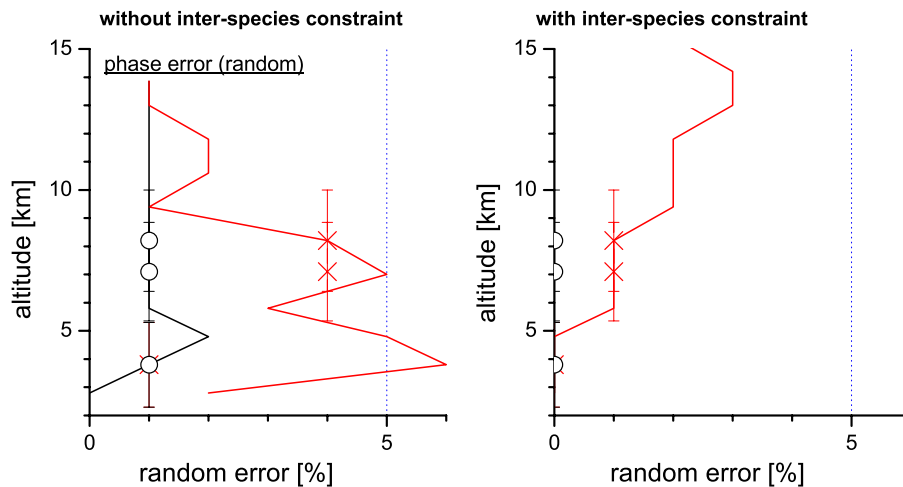 without inter-species constraint
with inter-species constraint
phase error (random)
15
10
5
altitude [km]
0
5
random error [%]
15
10
5
altitude [km]
0
5
random error [%]